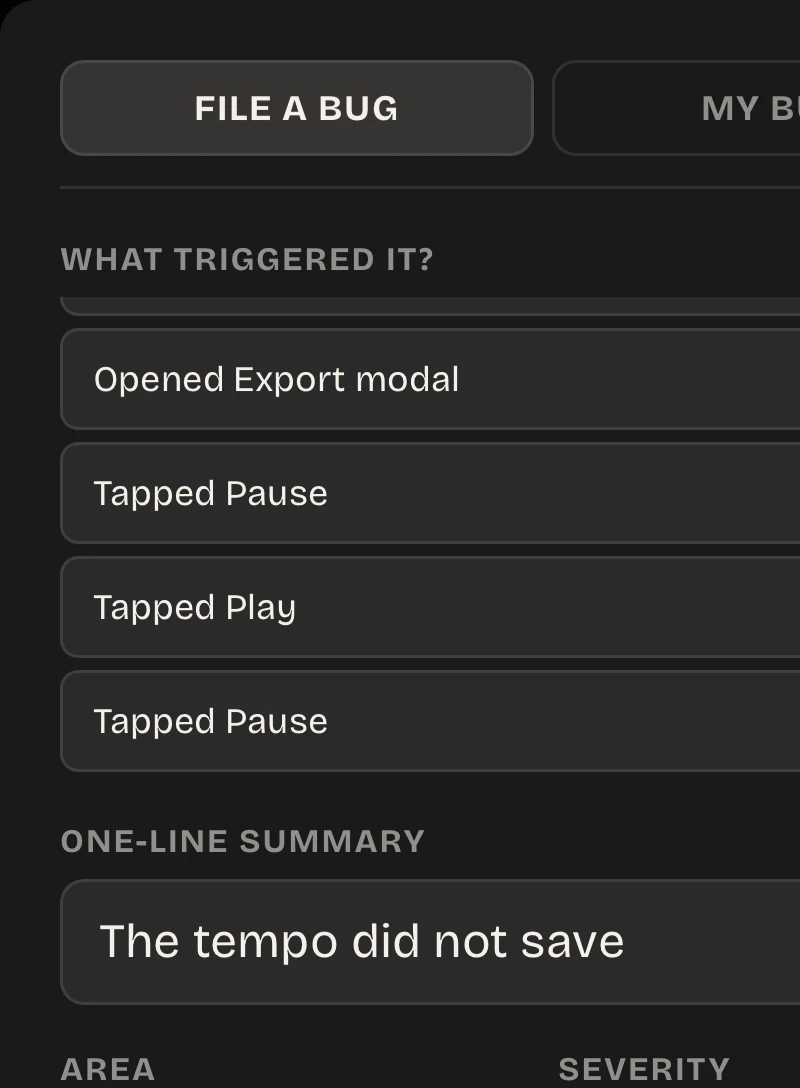 FILE A BUG
MY
WHAT TRIGGERED IT?
Opened Export modal
Tapped Pause
Tapped Play
Tapped Pause
ONE-LINE SUMMARY
The tempo did not save
AREA
SEVERITY